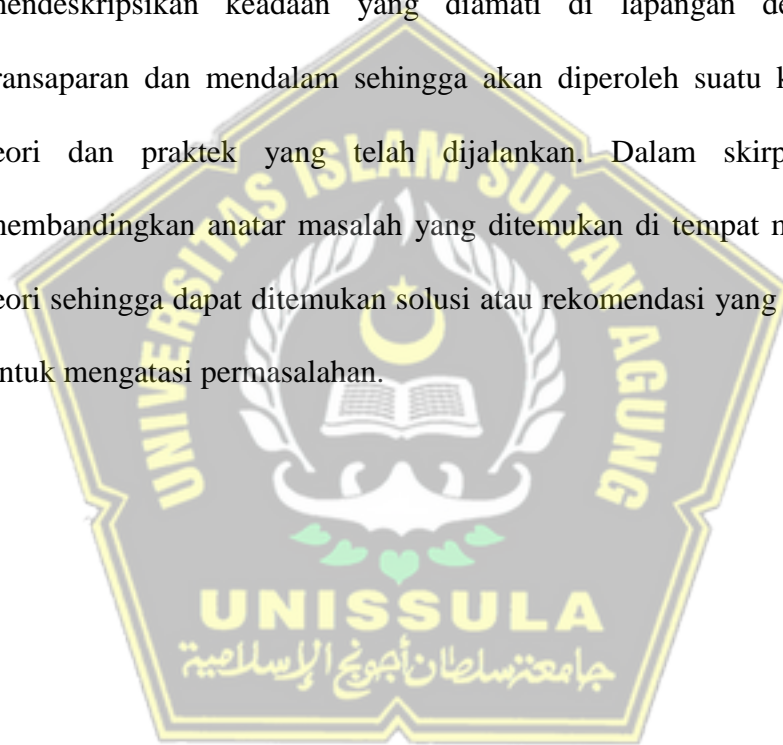 mendeskripsikan keadaan yang diamati di lapangan
ransaparan dan mendalam sehingga akan diperoleh suatu
eori dan praktek yang telah dijalankan. Dalam
membandingkan anatar masalah yang ditemukan di tempat
eori sehingga dapat ditemukan solusi atau rekomendasi yang
ntuk mengatasi permasalahan.
UNIVERSITAS ISLAM SULTAN AGUNG
UNISSULA
جامعة سلطان أجونج الإسلامية